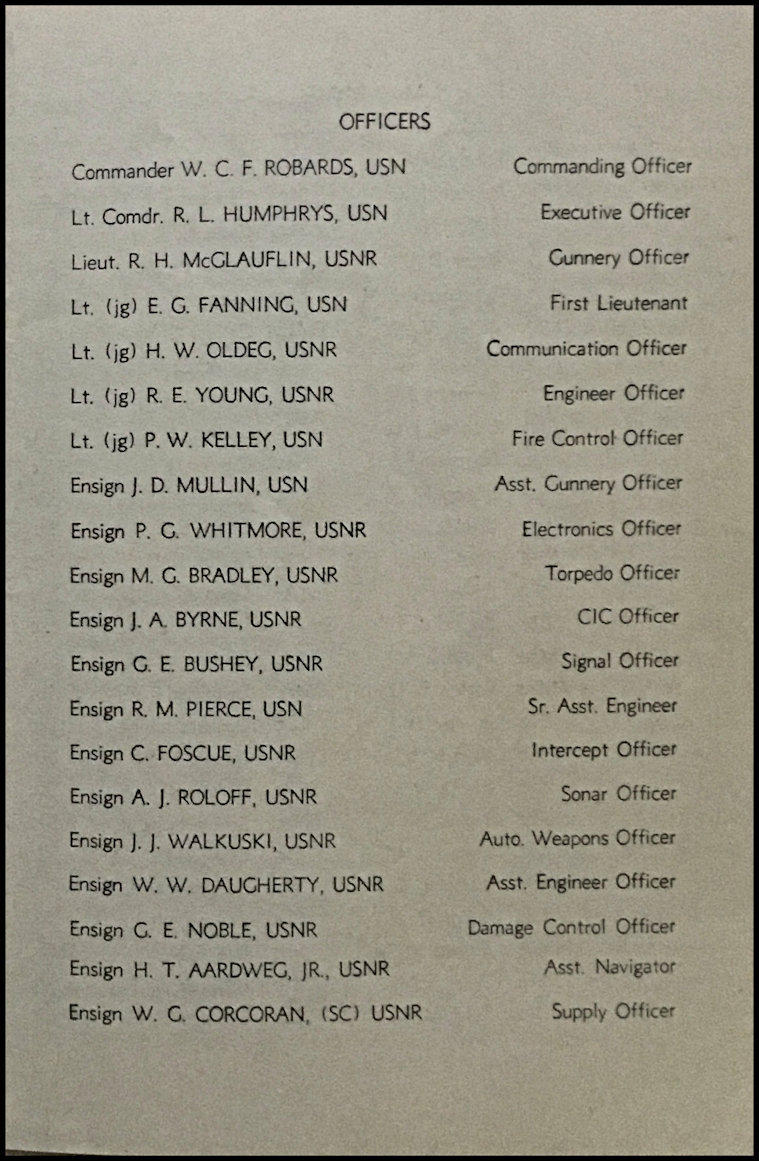 OFFICERS
Commander W. C. F. ROBARDS, USN Commanding Officer
Lt. Comdr. R. L. HUMPHRYS, USN Executive Officer
Lieut. R. H. McGLAUFLIN, USNR Gunnery Officer
Lt. (jg) E. G. FANNING, USN First Lieutenant
Lt. (jg) H. W. OLDEG, USNR Communication Officer
Lt. (jg) R. E. YOUNG, USNR Engineer Officer
Lt. (jg) P. W. KELLEY, USN Fire Control Officer
Ensign J. D. MULLIN, USN Asst. Gunnery Officer
Ensign P. G. WHITMORE, USNR Electronics Officer
Ensign M. G. BRADLEY, USNR Torpedo Officer
Ensign J. A. BYRNE, USNR CIC Officer
Ensign G. E. BUSHEY, USNR Signal Officer
Ensign R. M. PIERCE, USN Sr. Asst. Engineer
Ensign C. FOSCUE, USNR Intercept Officer
Ensign A. J. ROLOFF, USNR Sonar Officer
Ensign J. J. WALKUSKI, USNR Auto. Weapons Officer
Ensign W. W. DAUGHERTY, USNR Asst. Engineer Officer
Ensign G. E. NOBLE, USNR Damage Control Officer
Ensign H. T. AARDWEG, JR., USNR Asst. Navigator
Ensign W. G. CORCORAN, (SC) USNR Supply Officer